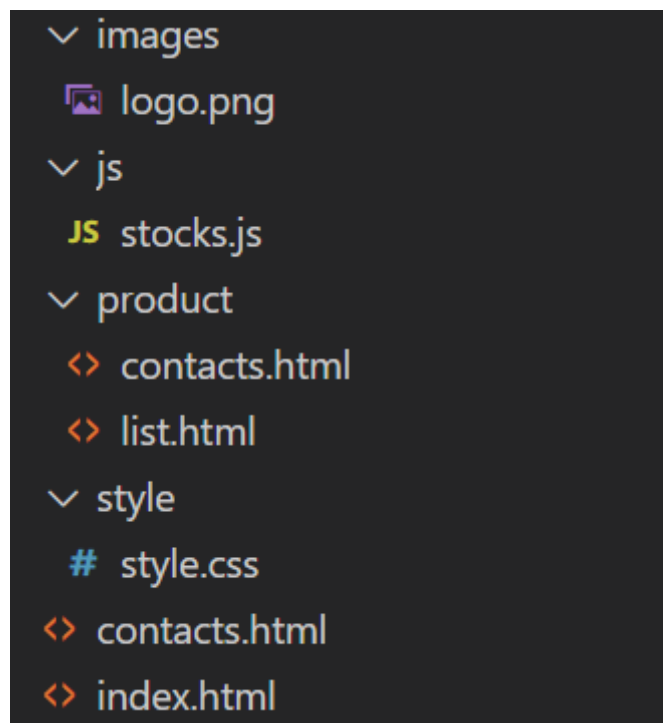 images
logo.png
js
JS stocks.js
product
<> contacts.html
<> list.html
style
# style.css
<> contacts.html
<> index.html